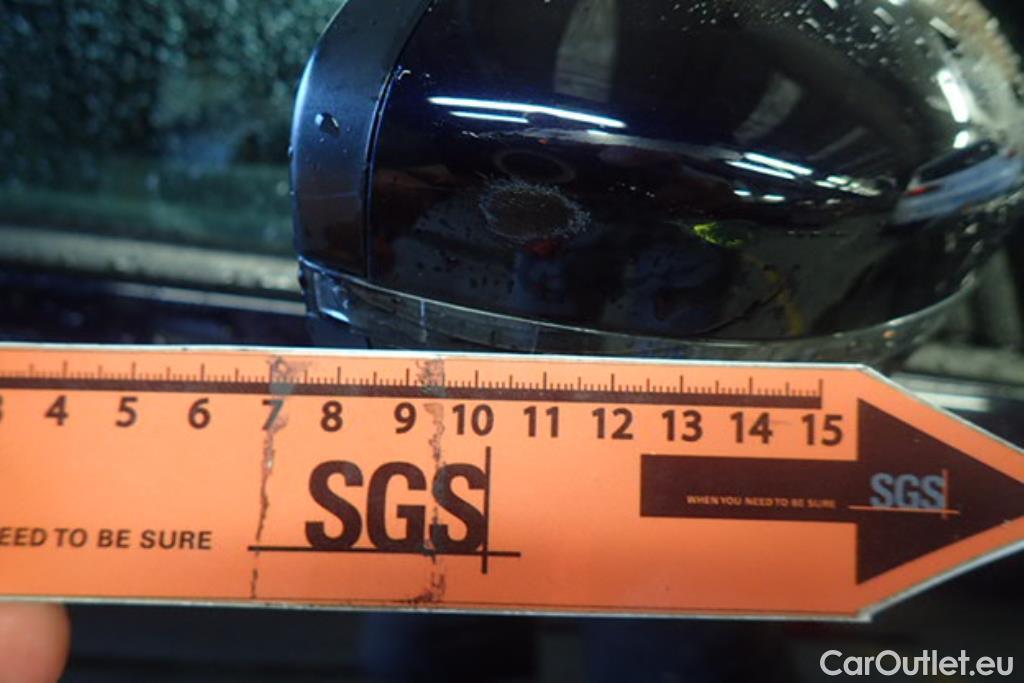 4 5 6 7 8 9 10 11 12 13 14 15
SGS
EED TO BE SURE
WHEN YOU NEED TO BE SURE
SGS
CarOutlet.eu